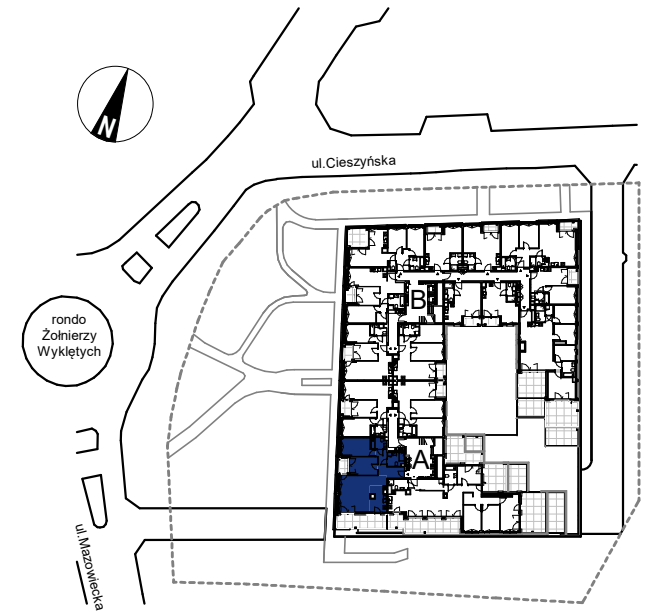 N
ul.Cieszyńska
B
rondo
Żołnierzy
Wyklętych
A
ul.Mazowiecka